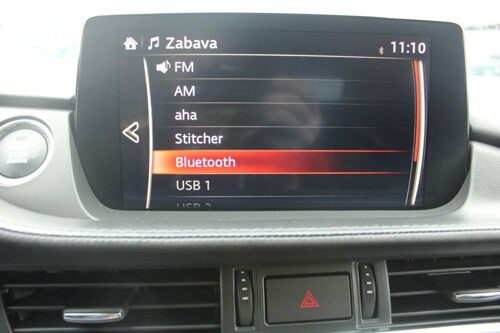 Zabava
11:10
FM
AM
aha
Stitcher
Bluetooth
USB 1